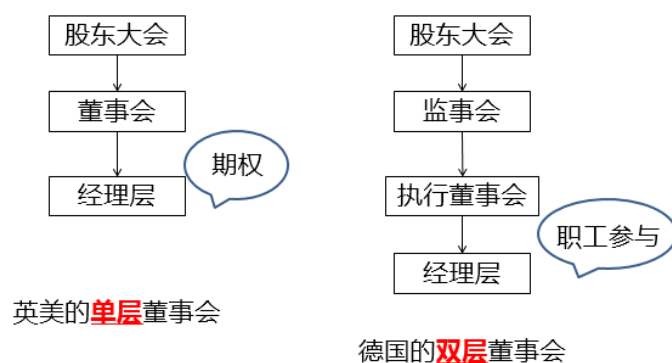 股东大会
董事会
经理层
期权
英美的单层董事会
股东大会
监事会
执行董事会
经理层
职工参与
德国的双层董事会